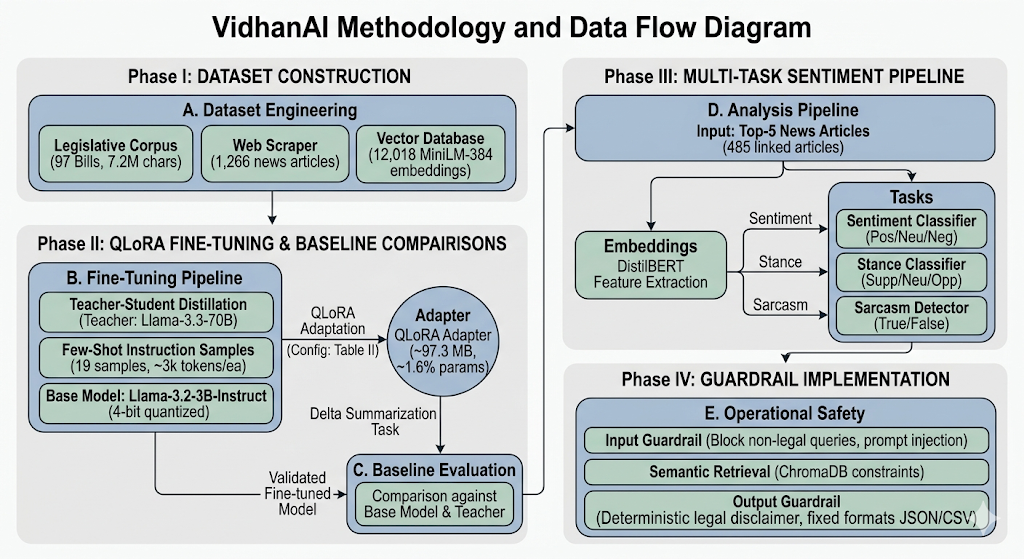 VidhanAI Methodology and Data Flow Diagram
Phase I: DATASET CONSTRUCTION
A. Dataset Engineering
Legislative Corpus
(97 Bills, 7.2M chars)
Web Scraper
(1,266 news articles)
Vector Database
(12,018 MiniLM-384
embeddings)
Phase II: QLoRA FINE-TUNING & BASELINE COMPAIRISONS
B. Fine-Tuning Pipeline
Teacher-Student Distillation
(Teacher: Llama-3.3-70B)
Few-Shot Instruction Samples
(19 samples, ~3k tokens/ea)
Base Model: Llama-3.2-3B-Instruct
(4-bit quantized)
QLoRA
Adaptation
(Config: Table II)
Adapter
QLoRA Adapter
(~97.3 MB,
~1.6% params)
Delta Summarization
Task
Validated
Fine-tuned
Model
C. Baseline Evaluation
Comparison against
Base Model & Teacher
Phase III: MULTI-TASK SENTIMENT PIPELINE
D. Analysis Pipeline
Input: Top-5 News Articles
(485 linked articles)
Embeddings
DistilBERT
Feature Extraction
Sentiment
Stance
Sarcasm
Tasks
Sentiment Classifier
(Pos/Neu/Neg)
Stance Classifier
(Supp/Neu/Opp)
Sarcasm Detector
(True/False)
Phase IV: GUARDRAIL IMPLEMENTATION
E. Operational Safety
Input Guardrail (Block non-legal queries, prompt injection)
Semantic Retrieval (ChromaDB constraints)
Output Guardrail
(Deterministic legal disclaimer, fixed formats JSON/CSV)